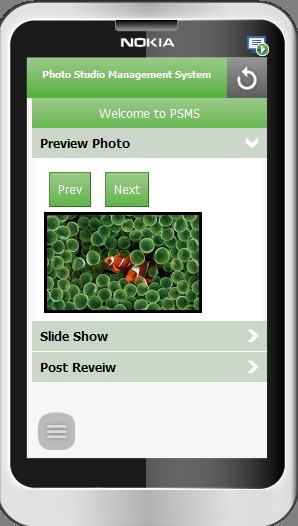 NOKIA
Photo Studio Management System
Welcome to PSMS
Preview Photo
Prev Next
Slide Show
Post Reveiw